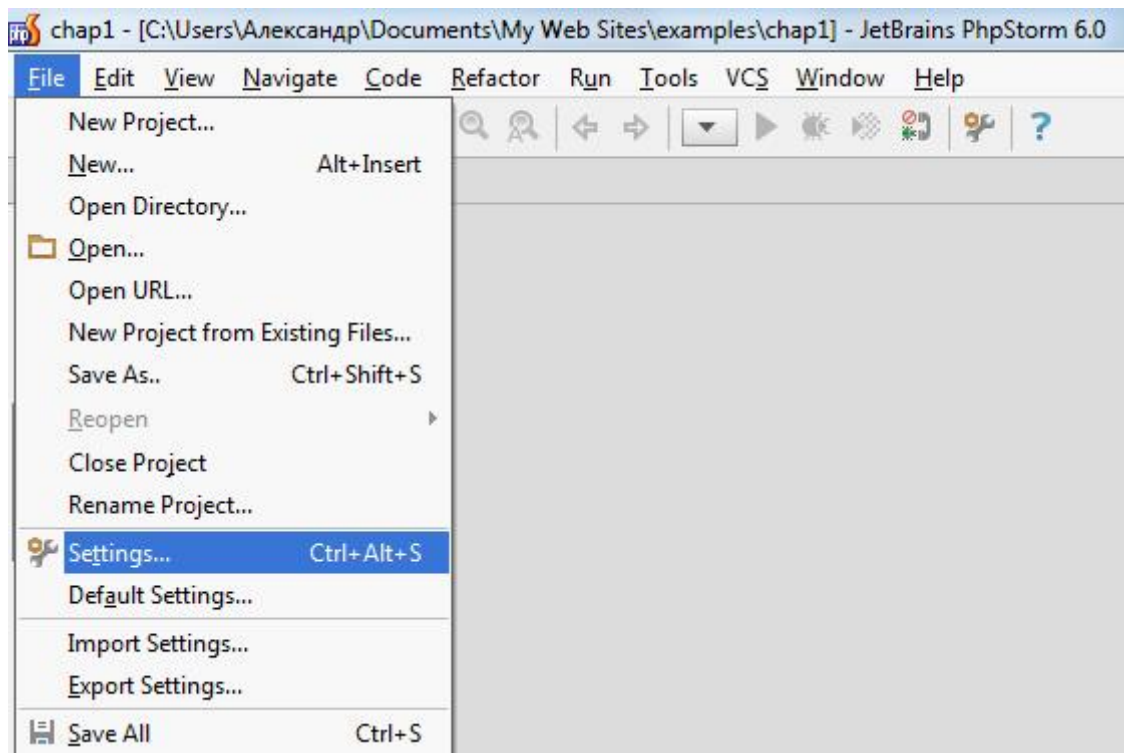 chap1 - [C:\Users\Александр\Documents\My Web Sites\examples\chap1] - JetBrains PhpStorm 6.0
File Edit View Navigate Code Refactor Run Tools VCS Window Help
New Project...
New... Alt+Insert
Open Directory...
Open...
Open URL...
New Project from Existing Files...
Save As.. Ctrl+Shift+S
Reopen
Close Project
Rename Project...
Settings... Ctrl+Alt+S
Default Settings...
Import Settings...
Export Settings...
Save All Ctrl+S